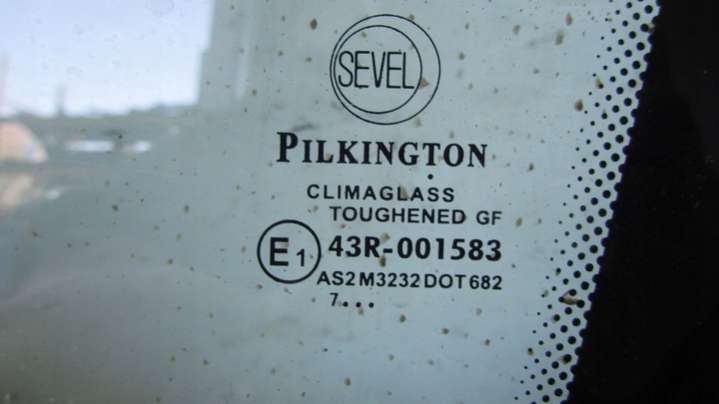 SEVEL
PILKINGTON
CLIMAGLASS
TOUGHENED GF
E1 43R-001583
AS2 M3232 DOT 682
7...